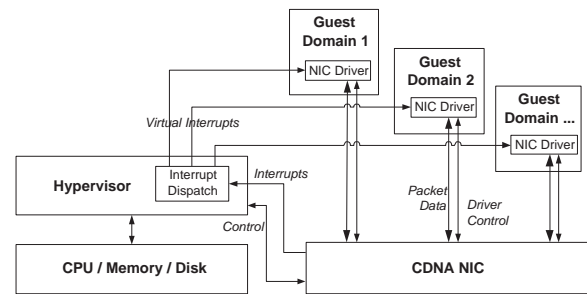 Guest
Domain 1
NIC Driver
Guest
Domain 2
NIC Driver
Guest
Domain ...
NIC Driver
Virtual Interrupts
Hypervisor
Interrupt
Dispatch
Interrupts
Control
Packet
Data
Driver
Control
CPU / Memory / Disk
CDNA NIC